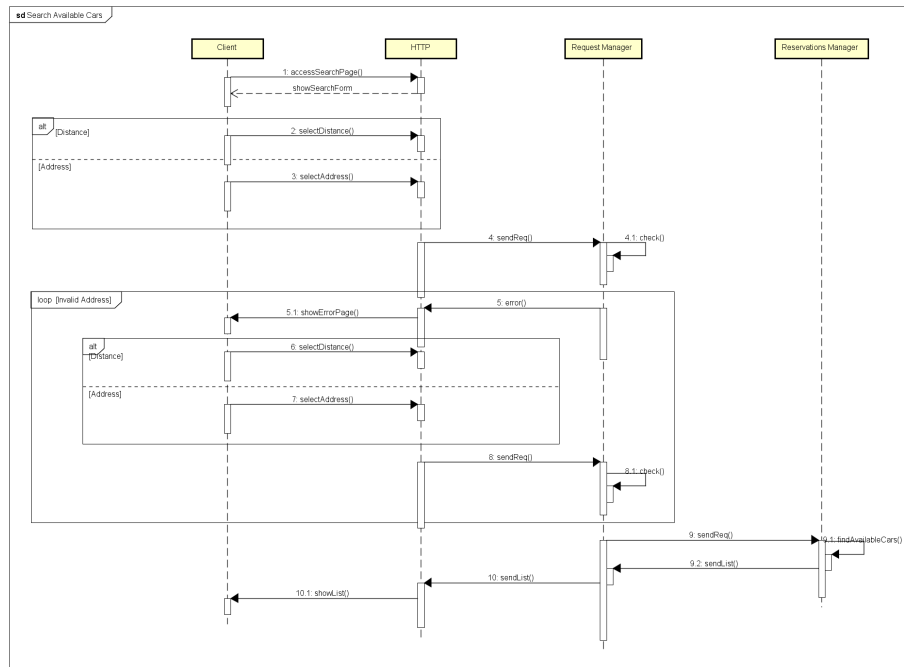 sd Search Available Cars
Client
HTTP
Request Manager
Reservations Manager
1: accessSearchPage()
showSearchForm
alt
[Distance]
2: selectDistance()
[Address]
3: selectAddress()
4: sendReq()
4.1: check()
loop [Invalid Address]
5: error()
5.1: showErrorPage()
alt
[Distance]
6: selectDistance()
[Address]
7: selectAddress()
8: sendReq()
8.1: check()
9: sendReq()
9.1: findAvailableCars()
9.2: sendList()
10: sendList()
10.1: showList()